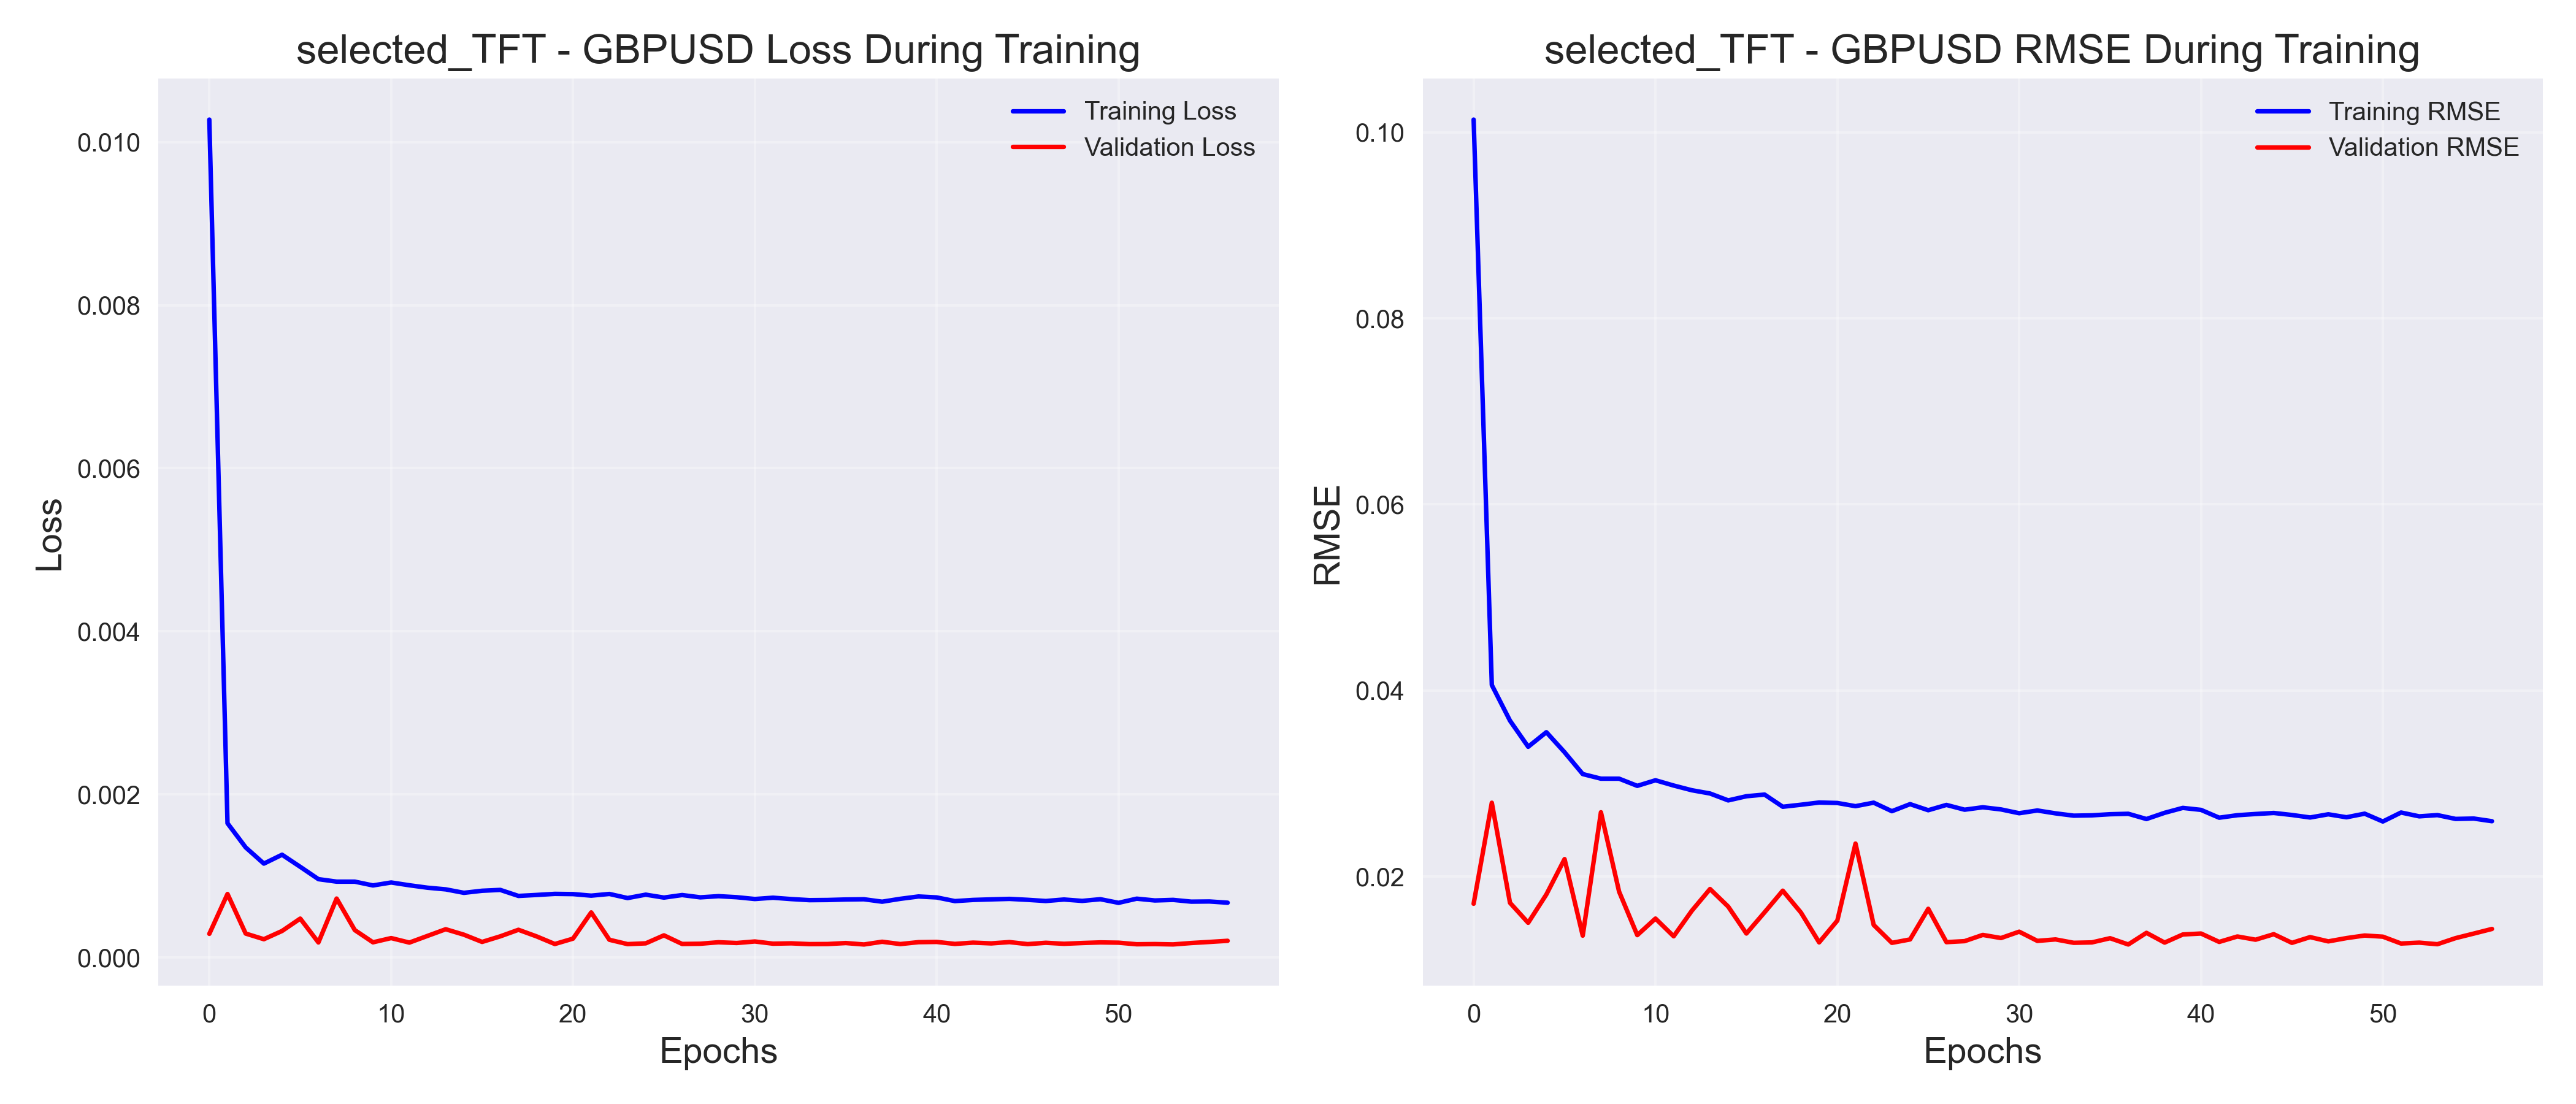 selected_TFT - GBPUSD Loss During Training
Training Loss
Validation Loss
0.010
0.008
0.006
0.004
0.002
0.000
Loss
0 10 20 30 40 50
Epochs
selected_TFT - GBPUSD RMSE During Training
Training RMSE
Validation RMSE
0.10
0.08
0.06
0.04
0.02
RMSE
0 10 20 30 40 50
Epochs